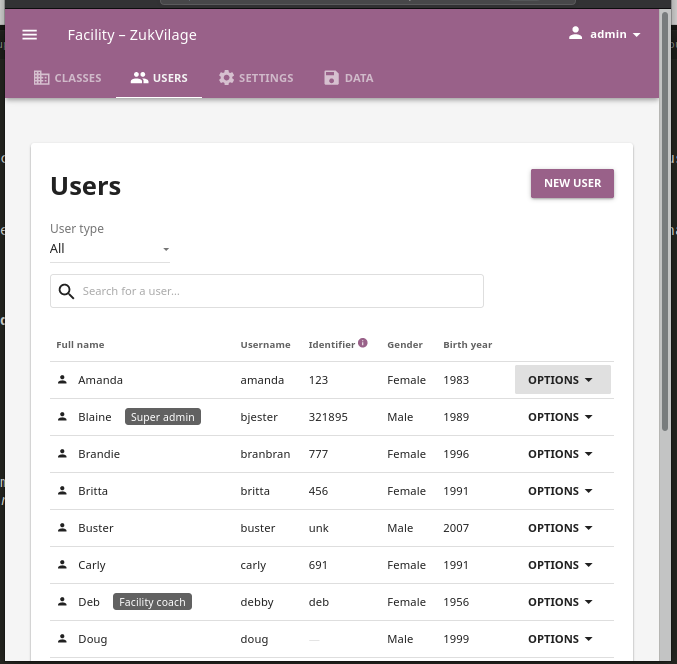 Facility – ZukVilage
admin
CLASSES USERS SETTINGS DATA
Users
NEW USER
User type
All
Search for a user...
Full name Username Identifier Gender Birth year
Amanda amanda 123 Female 1983 OPTIONS
Blaine Super admin bjester 321895 Male 1989 OPTIONS
Brandie branbran 777 Female 1996 OPTIONS
Britta britta 456 Female 1991 OPTIONS
Buster buster unk Male 2007 OPTIONS
Carly carly 691 Female 1991 OPTIONS
Deb Facility coach debby deb Female 1956 OPTIONS
Doug doug — Male 1999 OPTIONS